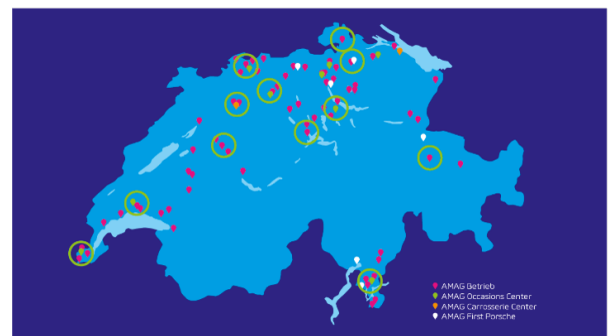 AMAG Betrieb
AMAG Occasions Center
AMAG Carrosserie Center
AMAG First Porsche